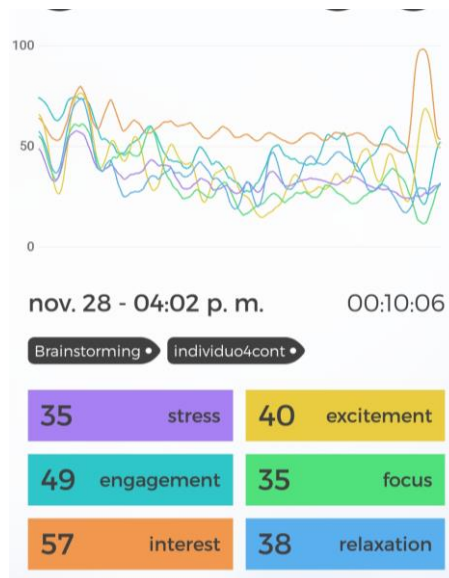 100
50
0
nov. 28 - 04:02 p. m. 00:10:06
Brainstorming individuo4cont
35 stress 40 excitement
49 engagement 35 focus
57 interest 38 relaxation